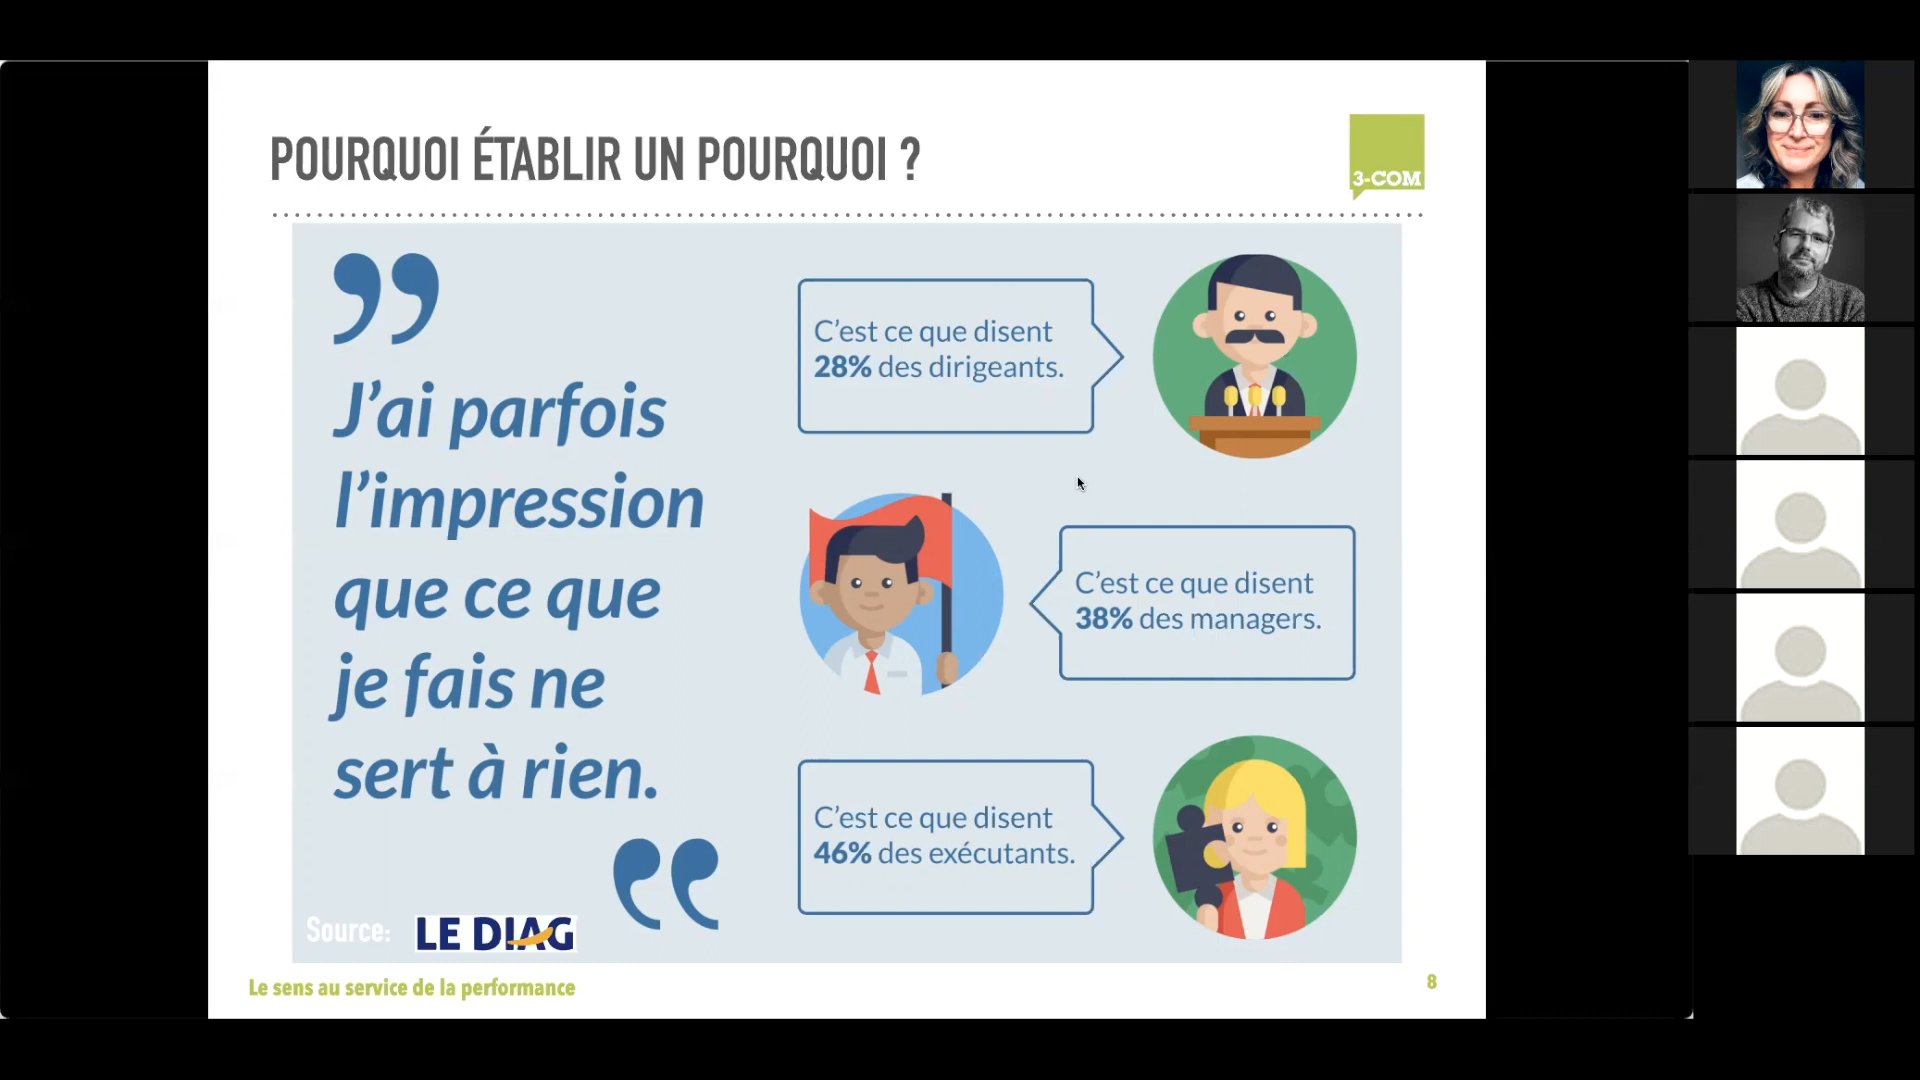 POURQUOI ÉTABLIR UN POURQUOI ?
3-COM
J’ai parfois
l’impression
que ce que
je fais ne
sert à rien.
C’est ce que disent
28% des dirigeants.
C’est ce que disent
38% des managers.
C’est ce que disent
46% des exécutants.
Source:
LE DIAG
Le sens au service de la performance
8